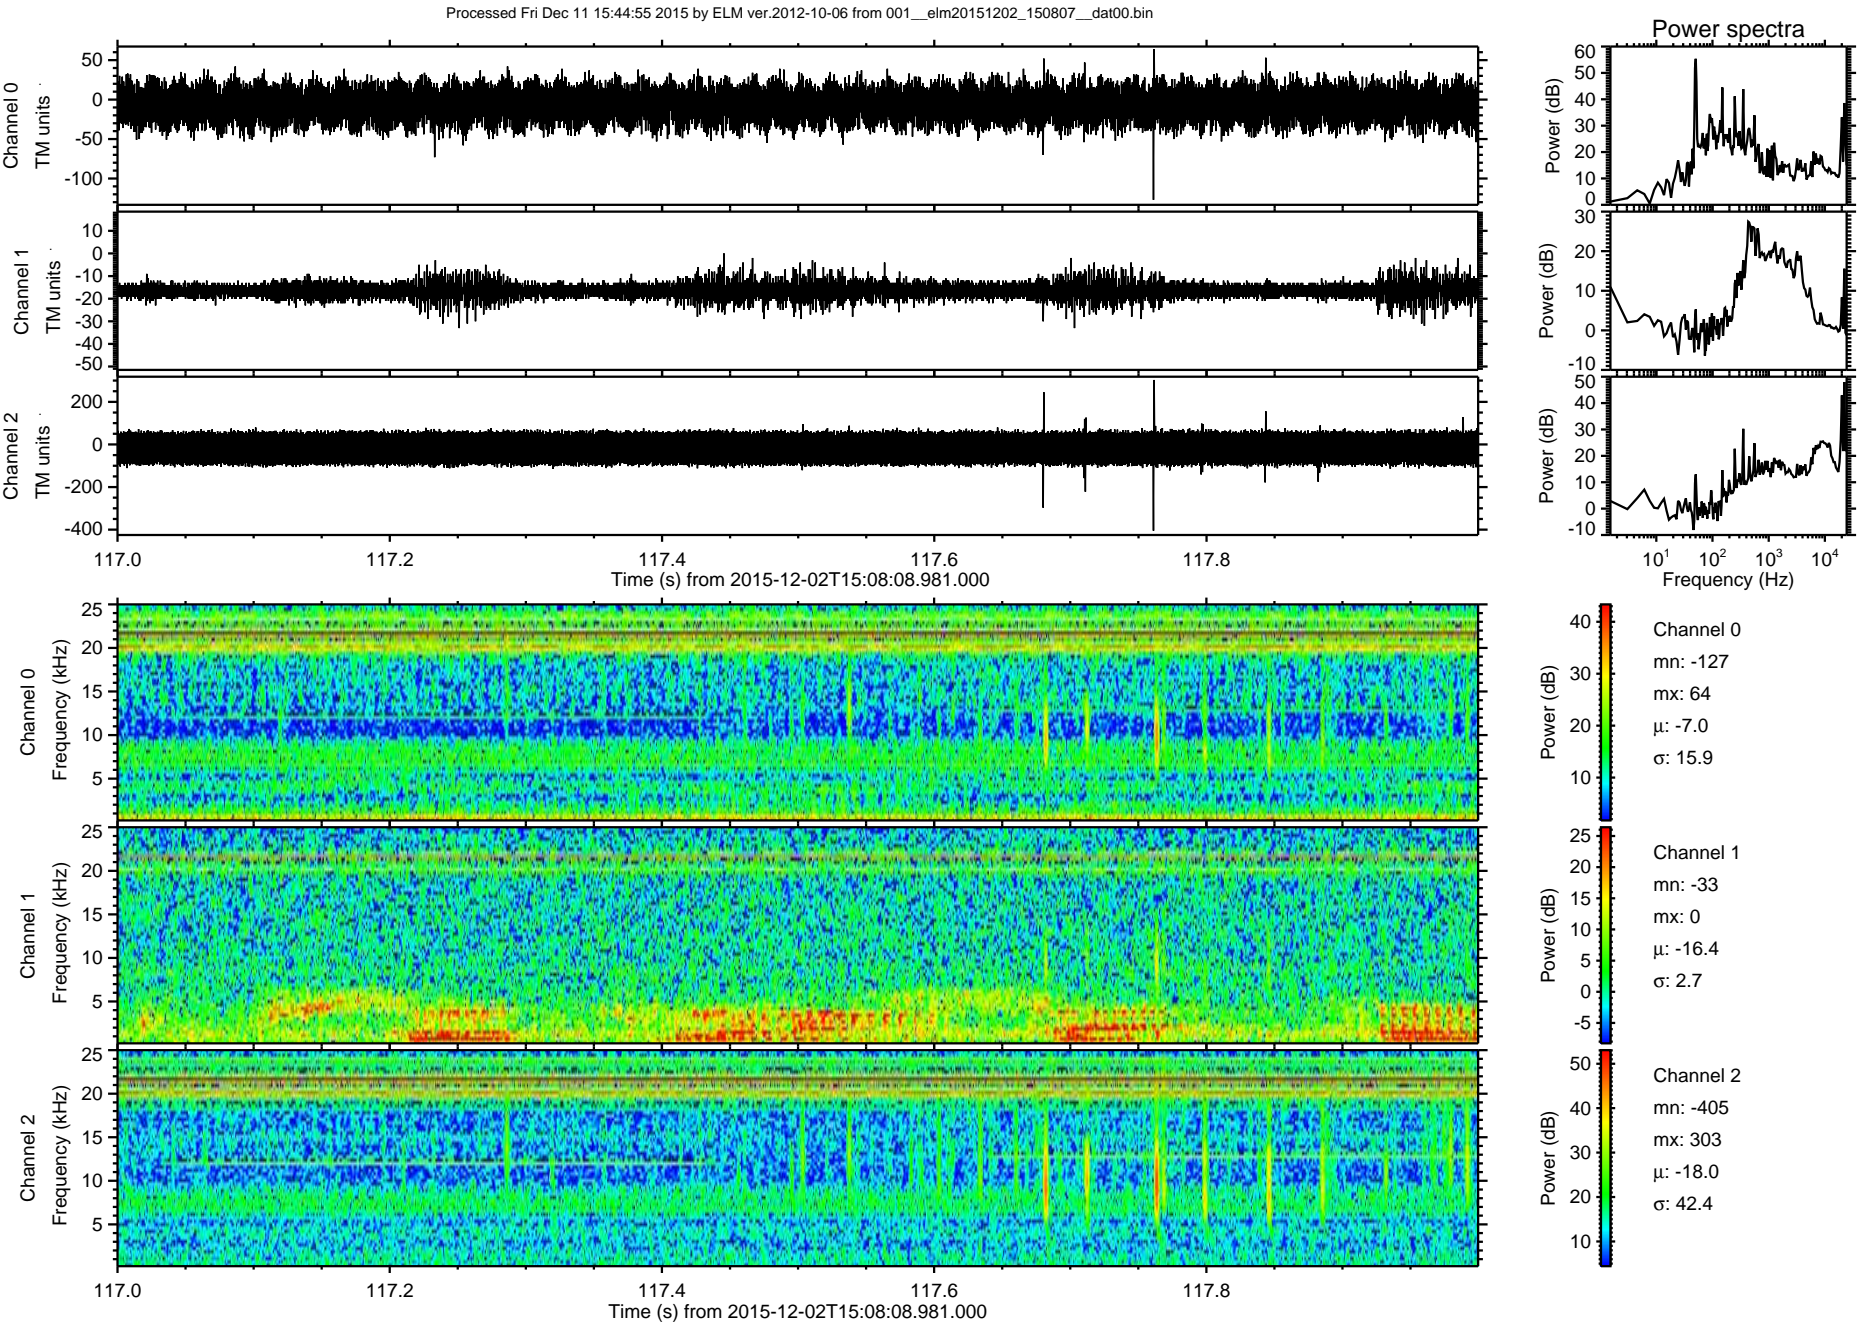 Processed Fri Dec 11 15:44:55 2015 by ELM ver.2012-10-06 from 001__elm20151202_150807__dat00.bin
Power spectra
Channel 0
TM units
50
0
-50
-100
Power (dB)
60
50
40
30
20
10
0
Channel 1
TM units
10
0
-10
-20
-30
-40
-50
Power (dB)
30
20
10
0
-10
Channel 2
TM units
200
0
-200
-400
Power (dB)
50
40
30
20
10
0
-10
117.0 117.2 117.4 117.6 117.8
Time (s) from 2015-12-02T15:08:08.981.000
10¹ 10² 10³ 10⁴
Frequency (Hz)
Channel 0
Frequency (kHz)
25
20
15
10
5
Power (dB)
40
30
20
10
Channel 0
mn: -127
mx: 64
μ: -7.0
σ: 15.9
Channel 1
Frequency (kHz)
25
20
15
10
5
Power (dB)
25
20
15
10
5
0
-5
Channel 1
mn: -33
mx: 0
μ: -16.4
σ: 2.7
Channel 2
Frequency (kHz)
25
20
15
10
5
Power (dB)
50
40
30
20
10
Channel 2
mn: -405
mx: 303
μ: -18.0
σ: 42.4
117.0 117.2 117.4 117.6 117.8
Time (s) from 2015-12-02T15:08:08.981.000